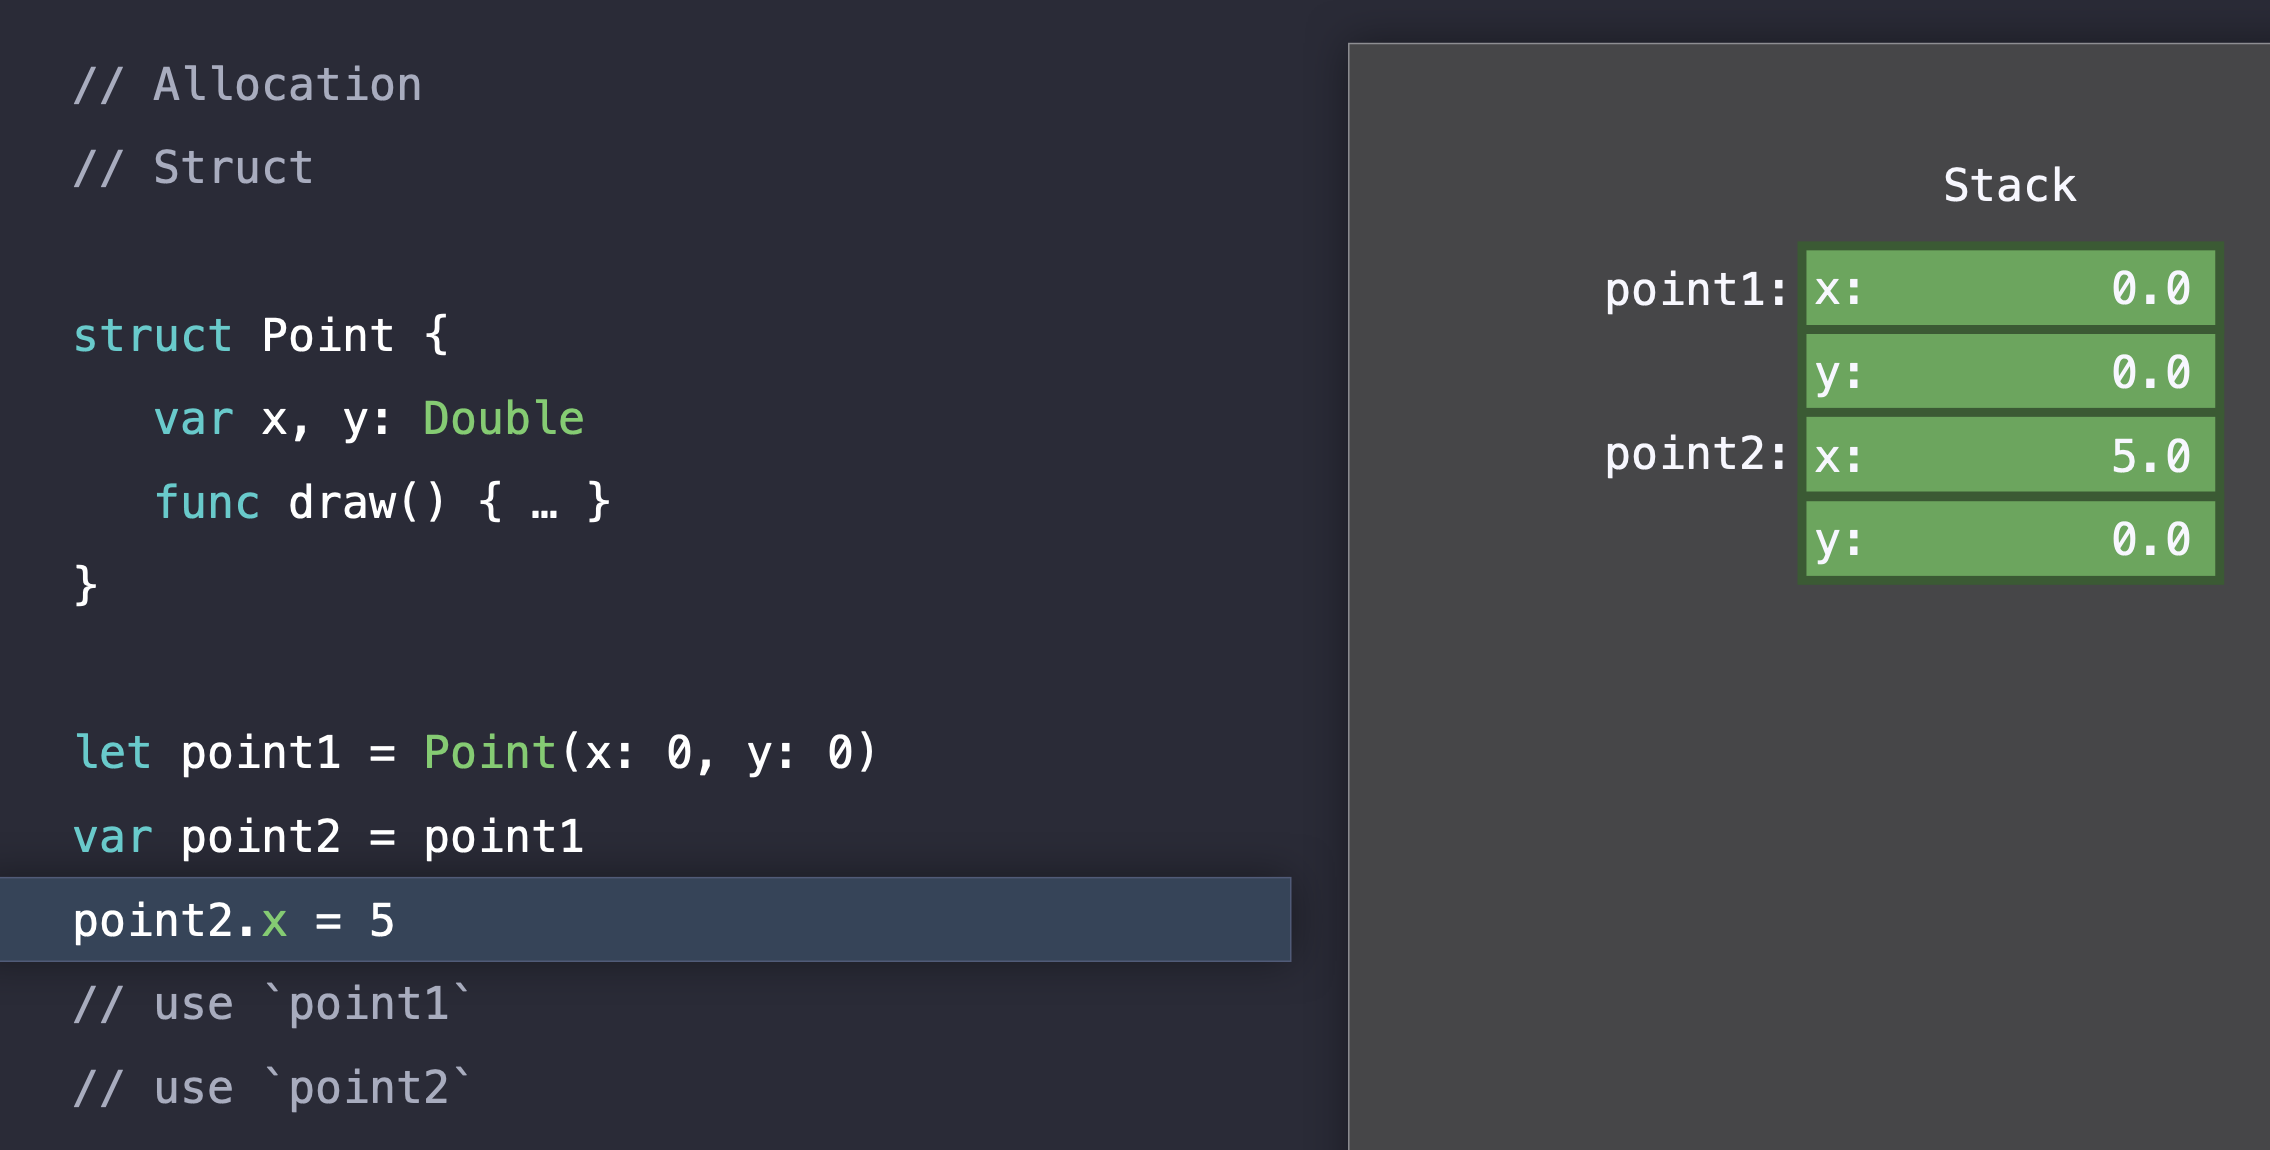 // Allocation
// Struct
struct Point {
   var x, y: Double
   func draw() { … }
}
let point1 = Point(x: 0, y: 0)
var point2 = point1
point2.x = 5
// use `point1`
// use `point2`
Stack
point1: x: 0.0
y: 0.0
point2: x: 5.0
y: 0.0